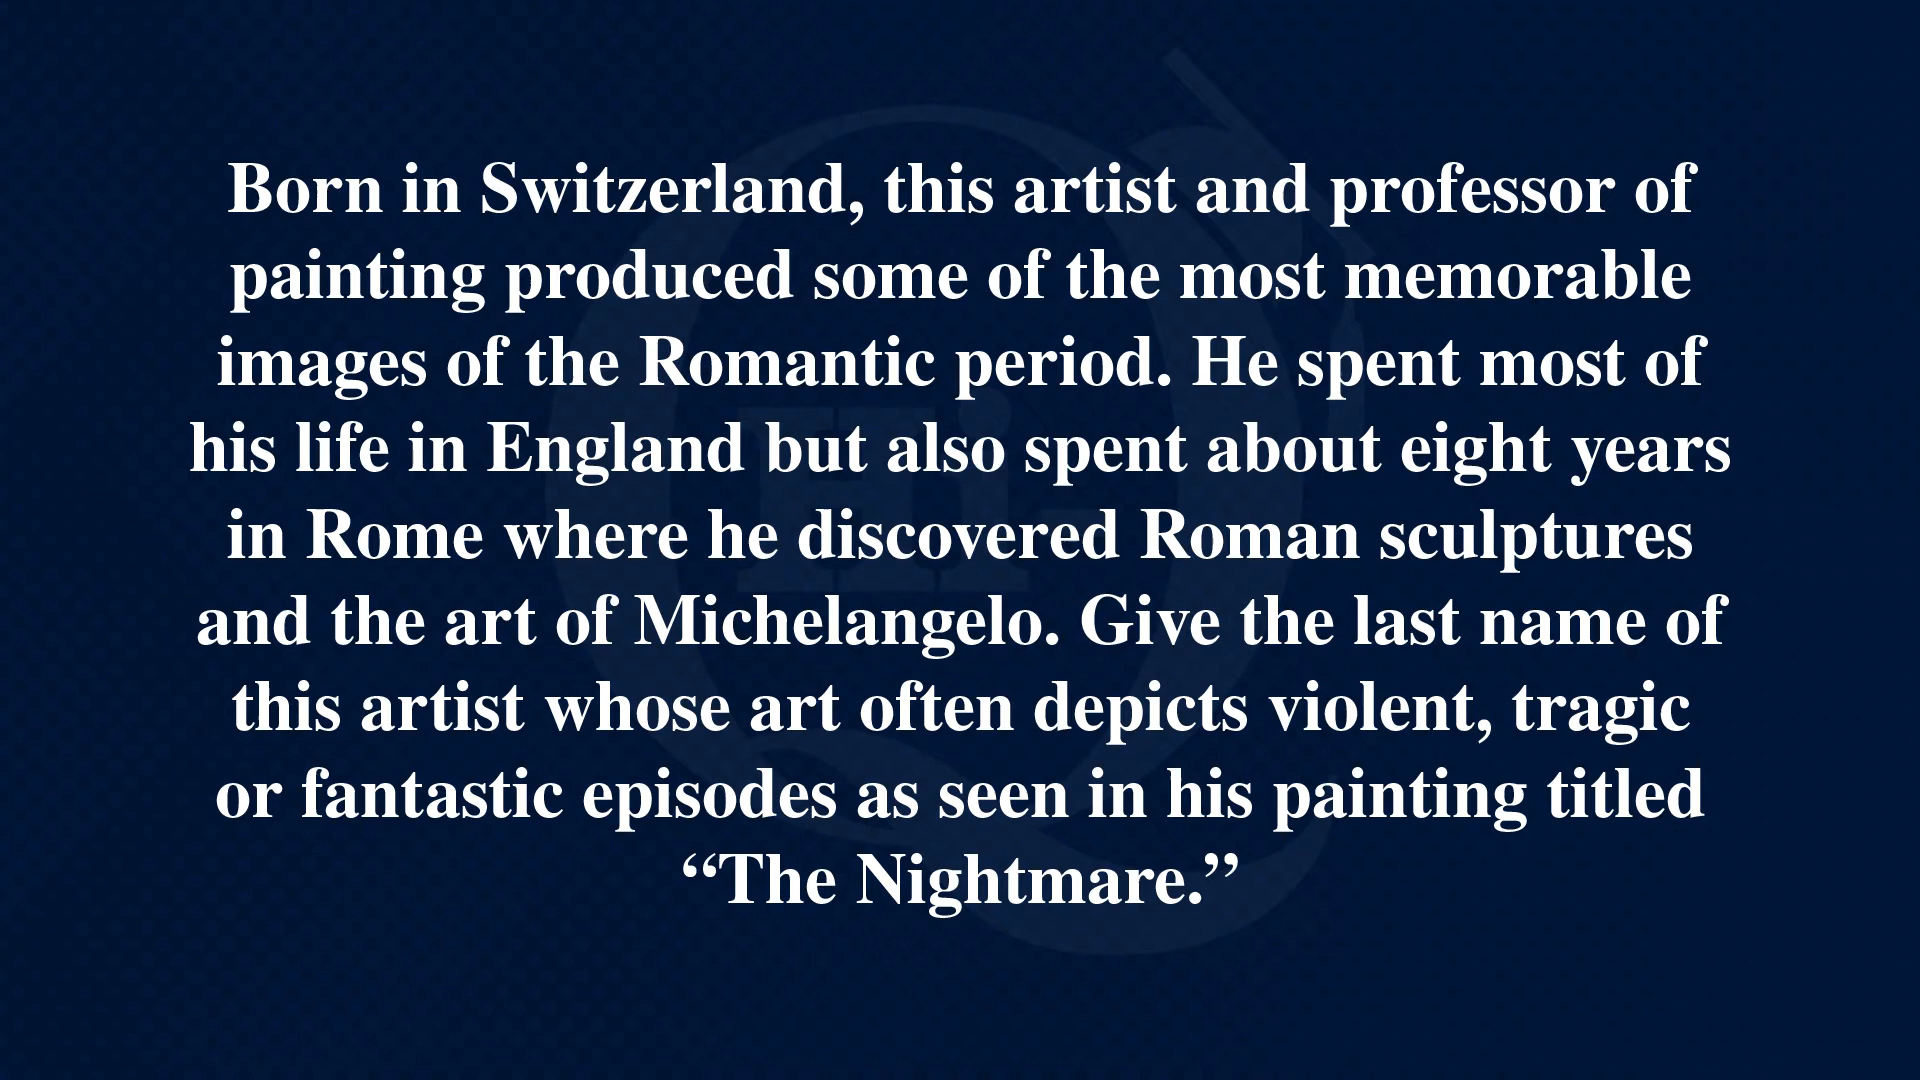 Born in Switzerland, this artist and professor of
painting produced some of the most memorable
images of the Romantic period. He spent most of
his life in England but also spent about eight years
in Rome where he discovered Roman sculptures
and the art of Michelangelo. Give the last name of
this artist whose art often depicts violent, tragic
or fantastic episodes as seen in his painting titled
“The Nightmare.”
Hi-Q